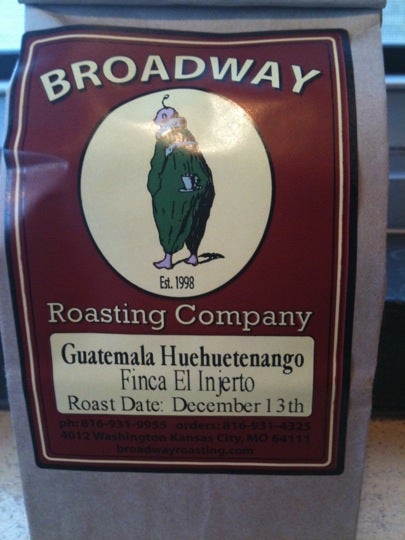 BROADWAY
Est. 1998
Roasting Company
Guatemala Huehuetenango
Finca El Injerto
Roast Date: December 13th
ph: 816-931-9955 orders: 816-931-4325
4012 Washington Kansas City, MO 64111
broadwayroasting.com